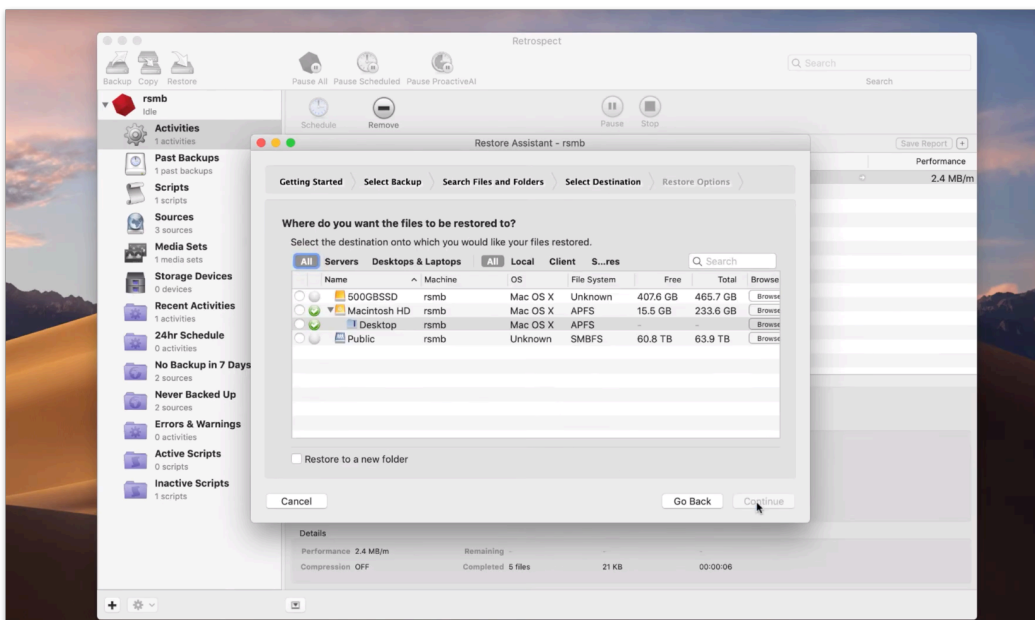 Retrospect
Backup Copy Restore Pause All Pause Scheduled Pause ProactiveAI Search
Search
rsmb
Idle
Schedule Remove Pause Stop
Activities
1 activities
Past Backups
1 past backups
Scripts
1 scripts
Sources
3 sources
Media Sets
1 media sets
Storage Devices
0 devices
Recent Activities
1 activities
24hr Schedule
0 activities
No Backup in 7 Days
2 sources
Never Backed Up
2 sources
Errors & Warnings
0 activities
Active Scripts
0 scripts
Inactive Scripts
1 scripts
Save Report +
Performance
2.4 MB/m
Restore Assistant - rsmb
Getting Started Select Backup Search Files and Folders Select Destination Restore Options
Where do you want the files to be restored to?
Select the destination onto which you would like your files restored.
All Servers Desktops & Laptops All Local Client S...res Search
Name Machine OS File System Free Total Browse
500GBSSD rsmb Mac OS X Unknown 407.6 GB 465.7 GB Browse
Macintosh HD rsmb Mac OS X APFS 15.5 GB 233.6 GB Browse
Desktop rsmb Mac OS X APFS - - Browse
Public rsmb Unknown SMBFS 60.8 TB 63.9 TB Browse
Restore to a new folder
Cancel Go Back Continue
Details
Performance 2.4 MB/m Remaining - - -
Compression OFF Completed 5 files 21 KB 00:00:06